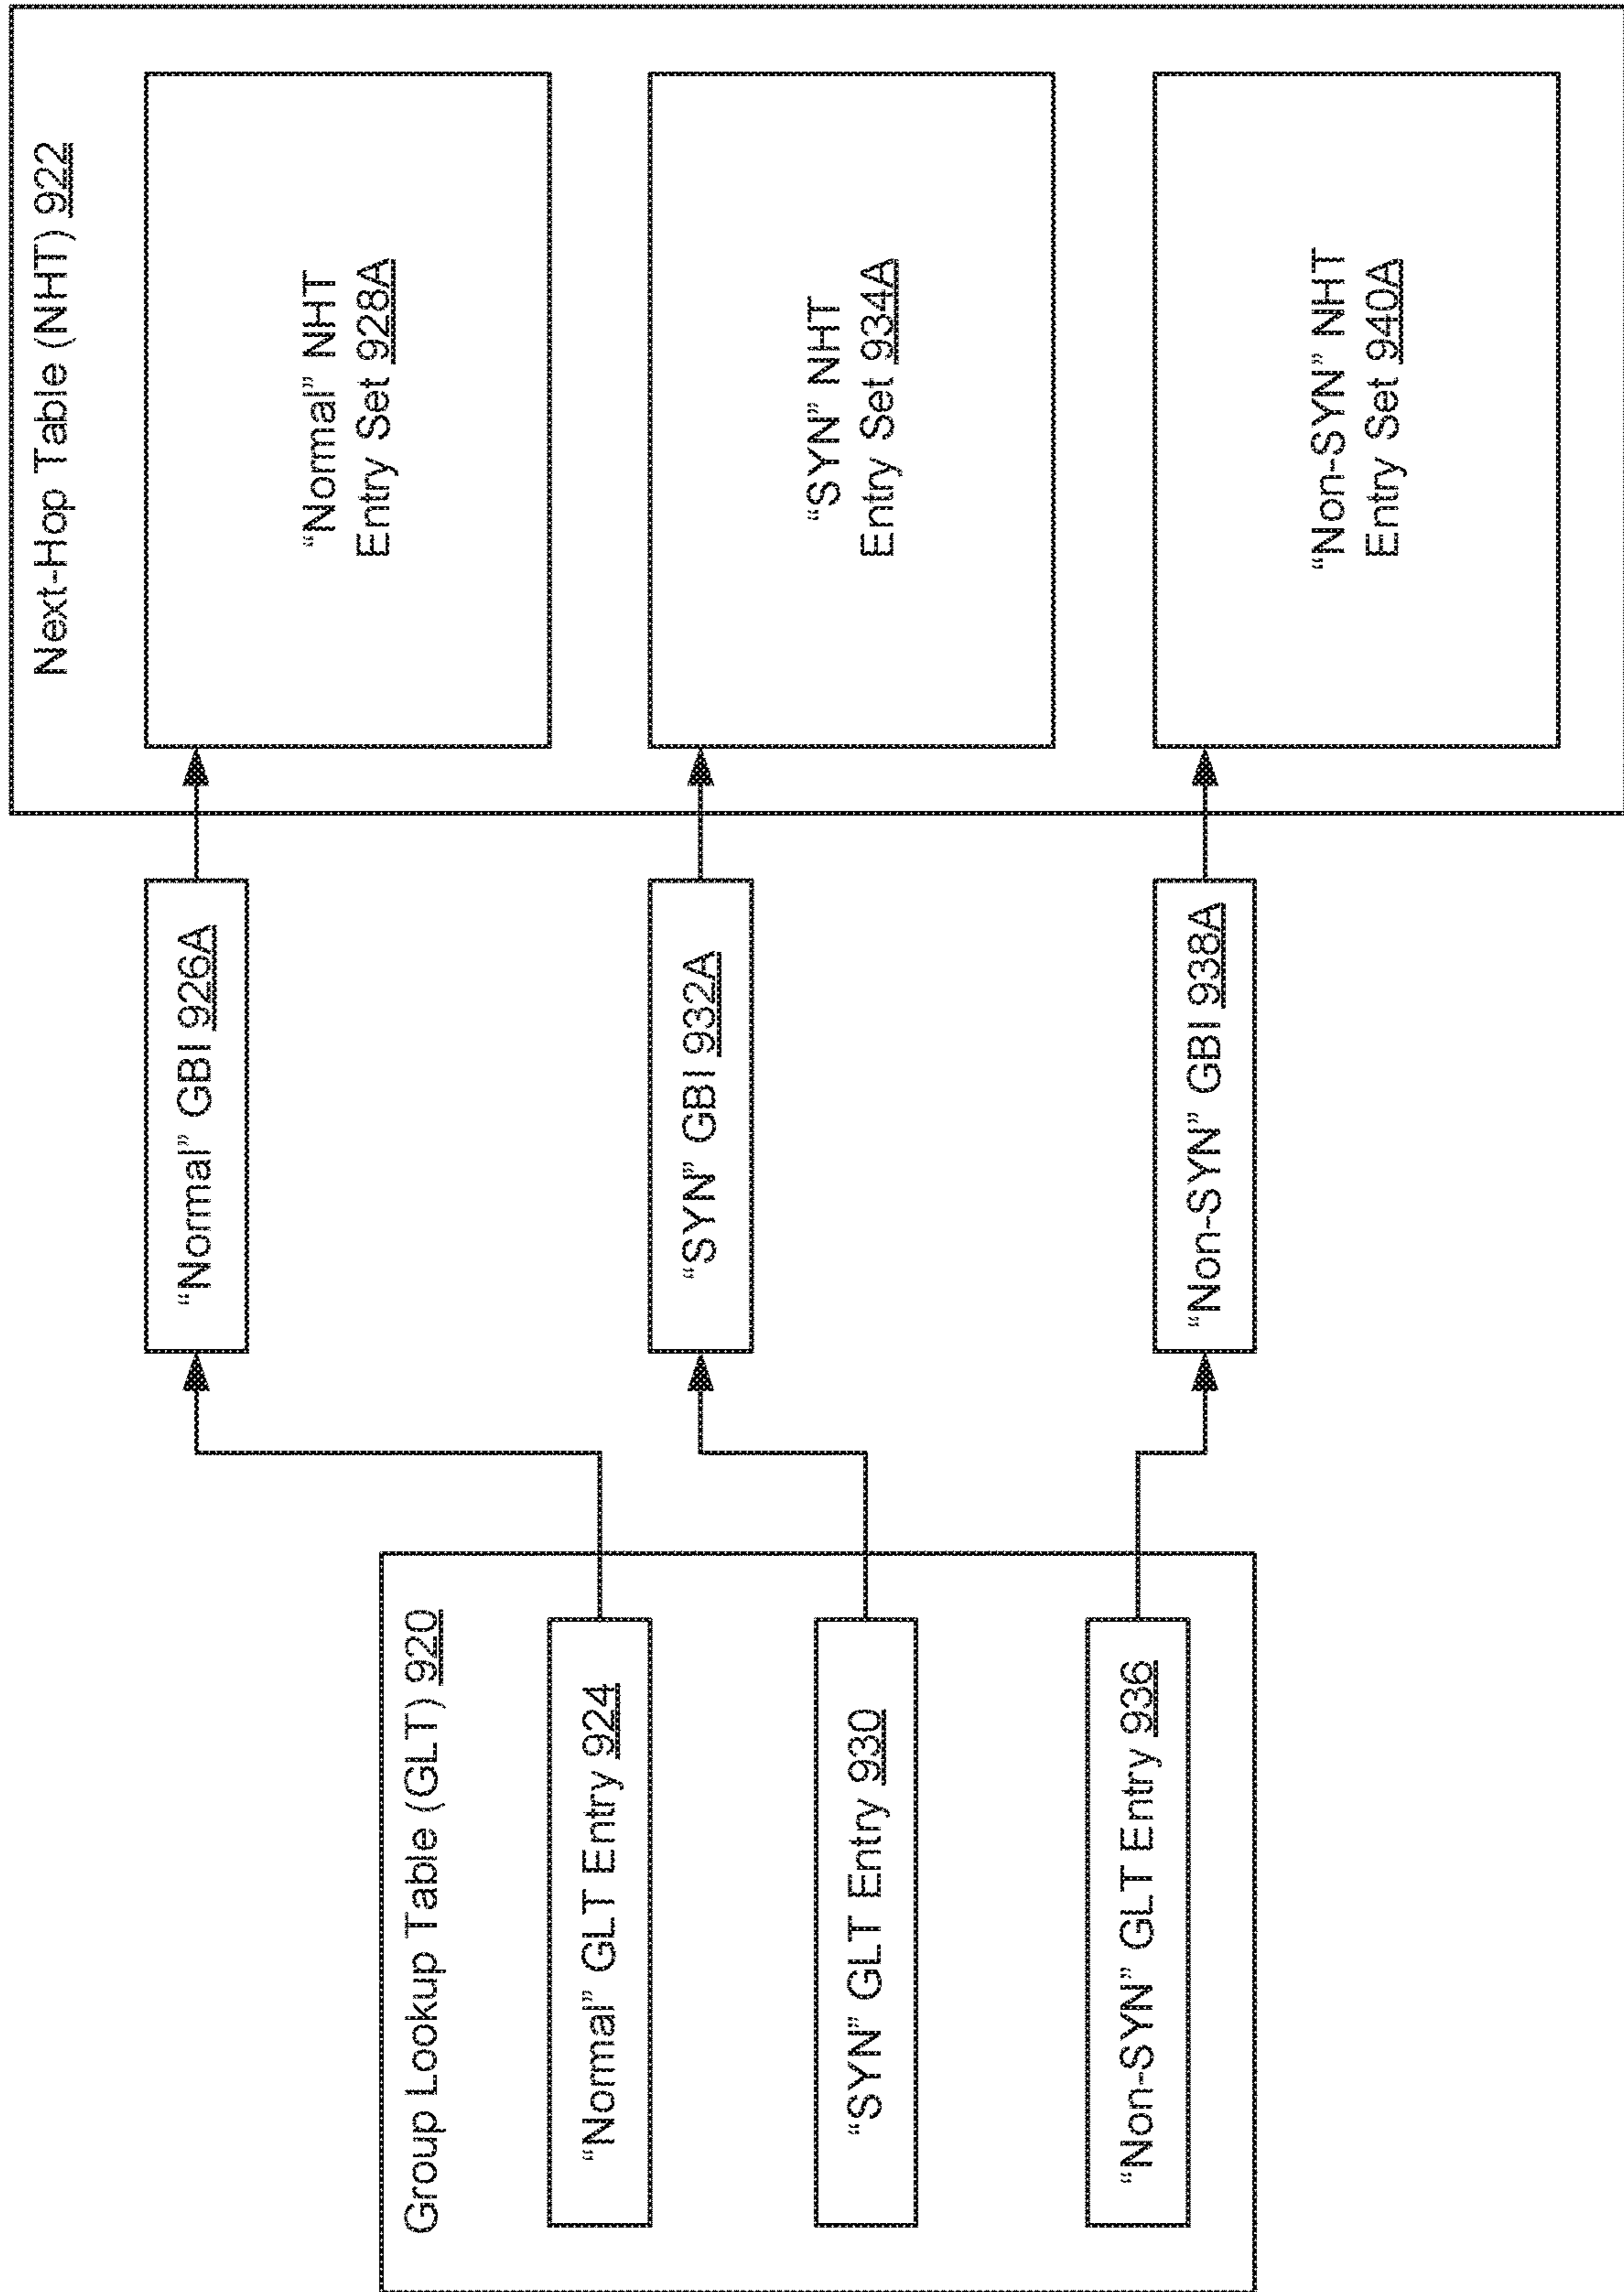 Group Lookup Table (GLT) 920
“Normal” GLT Entry 924
“SYN” GLT Entry 930
“Non-SYN” GLT Entry 936
“Normal” GBI 926A
“SYN” GBI 932A
“Non-SYN” GBI 938A
Next-Hop Table (NHT) 922
“Normal” NHT
Entry Set 928A
“SYN” NHT
Entry Set 934A
“Non-SYN” NHT
Entry Set 940A